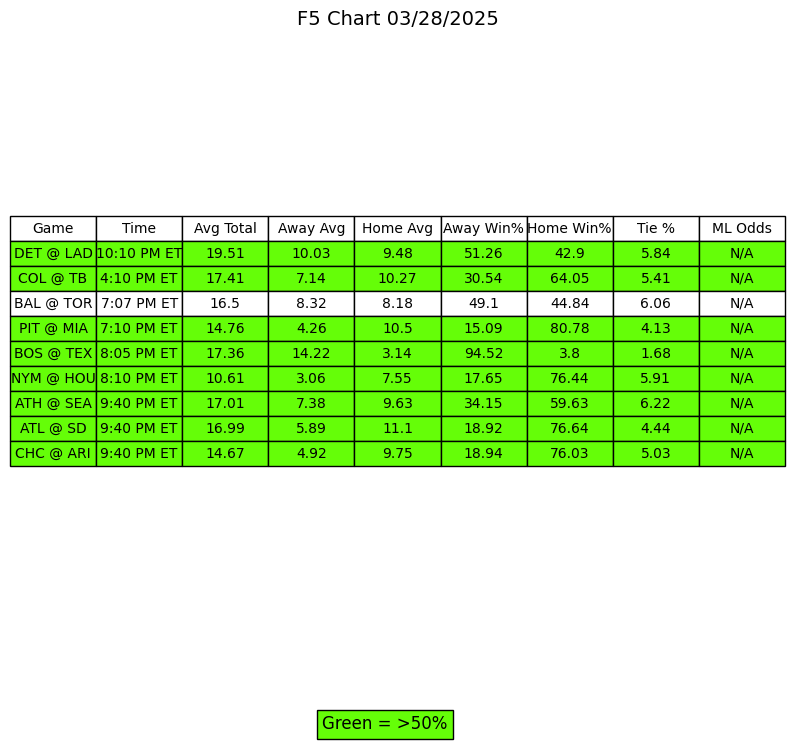 F5 Chart 03/28/2025
Game Time Avg Total Away Avg Home Avg Away Win% Home Win% Tie % ML Odds
DET @ LAD 10:10 PM ET 19.51 10.03 9.48 51.26 42.9 5.84 N/A
COL @ TB 4:10 PM ET 17.41 7.14 10.27 30.54 64.05 5.41 N/A
BAL @ TOR 7:07 PM ET 16.5 8.32 8.18 49.1 44.84 6.06 N/A
PIT @ MIA 7:10 PM ET 14.76 4.26 10.5 15.09 80.78 4.13 N/A
BOS @ TEX 8:05 PM ET 17.36 14.22 3.14 94.52 3.8 1.68 N/A
NYM @ HOU 8:10 PM ET 10.61 3.06 7.55 17.65 76.44 5.91 N/A
ATH @ SEA 9:40 PM ET 17.01 7.38 9.63 34.15 59.63 6.22 N/A
ATL @ SD 9:40 PM ET 16.99 5.89 11.1 18.92 76.64 4.44 N/A
CHC @ ARI 9:40 PM ET 14.67 4.92 9.75 18.94 76.03 5.03 N/A
Green = >50%